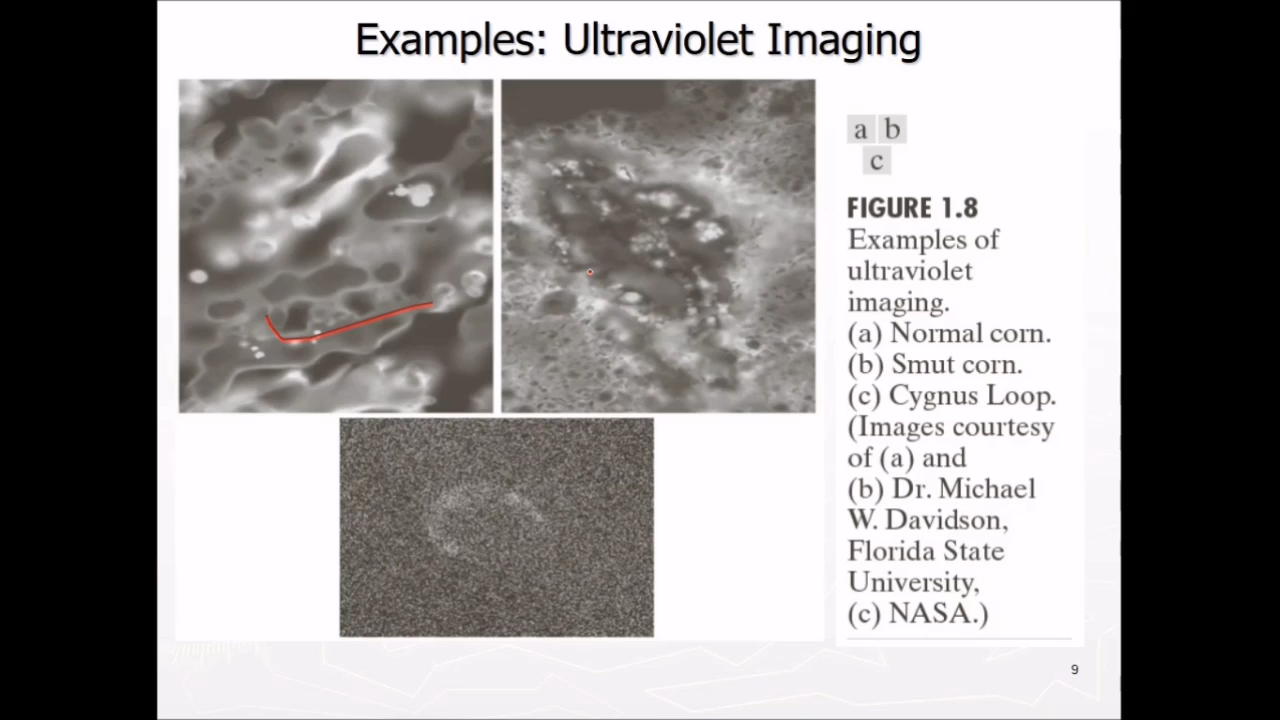 Examples: Ultraviolet Imaging
a b
c
FIGURE 1.8
Examples of
ultraviolet
imaging.
(a) Normal corn.
(b) Smut corn.
(c) Cygnus Loop.
(Images courtesy
of (a) and
(b) Dr. Michael
W. Davidson,
Florida State
University,
(c) NASA.)
9